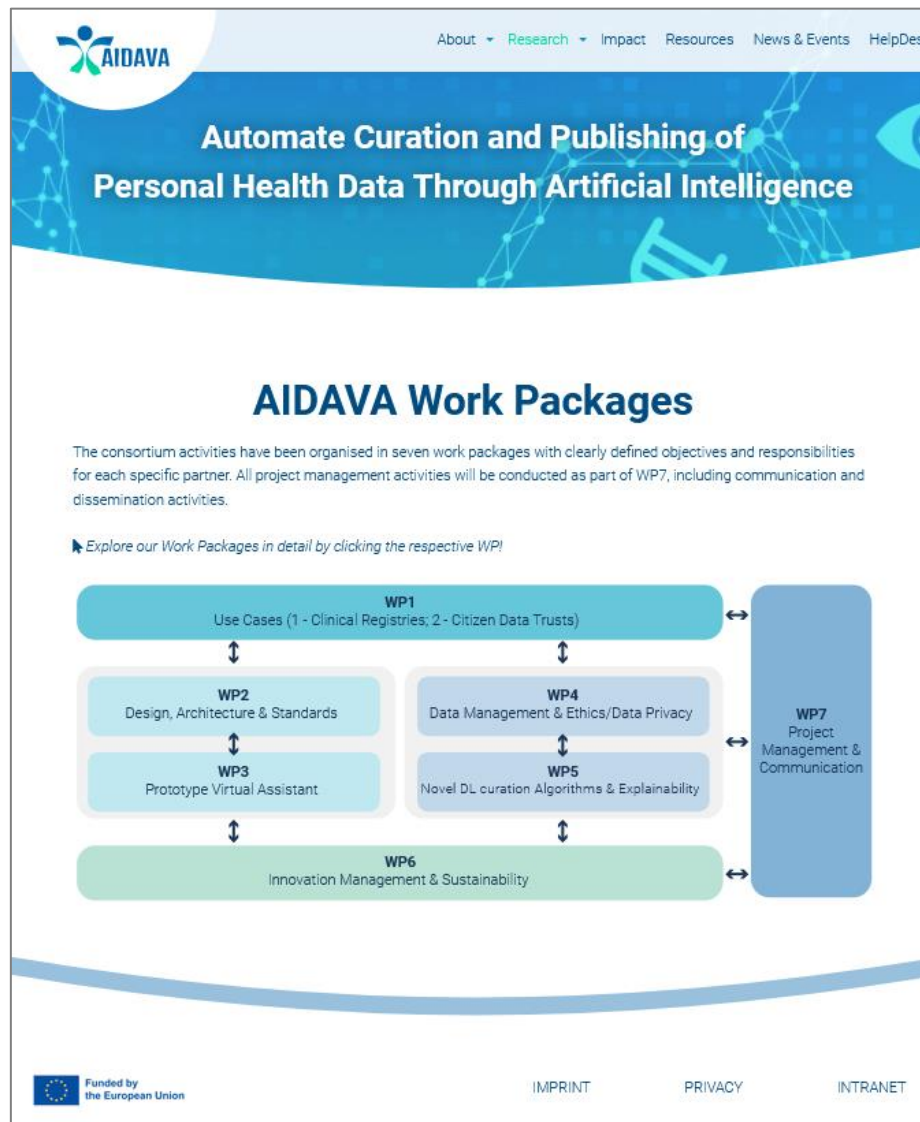 AIDAVA
About Research Impact Resources News & Events HelpDes
Automate Curation and Publishing of
Personal Health Data Through Artificial Intelligence
AIDAVA Work Packages
The consortium activities have been organised in seven work packages with clearly defined objectives and responsibilities
for each specific partner. All project management activities will be conducted as part of WP7, including communication and
dissemination activities.
Explore our Work Packages in detail by clicking the respective WP!
WP1
Use Cases (1 - Clinical Registries; 2 - Citizen Data Trusts)
WP2
Design, Architecture & Standards
WP3
Prototype Virtual Assistant
WP4
Data Management & Ethics/Data Privacy
WP5
Novel DL curation Algorithms & Explainability
WP7
Project
Management &
Communication
WP6
Innovation Management & Sustainability
Funded by
the European Union
IMPRINT PRIVACY INTRANET